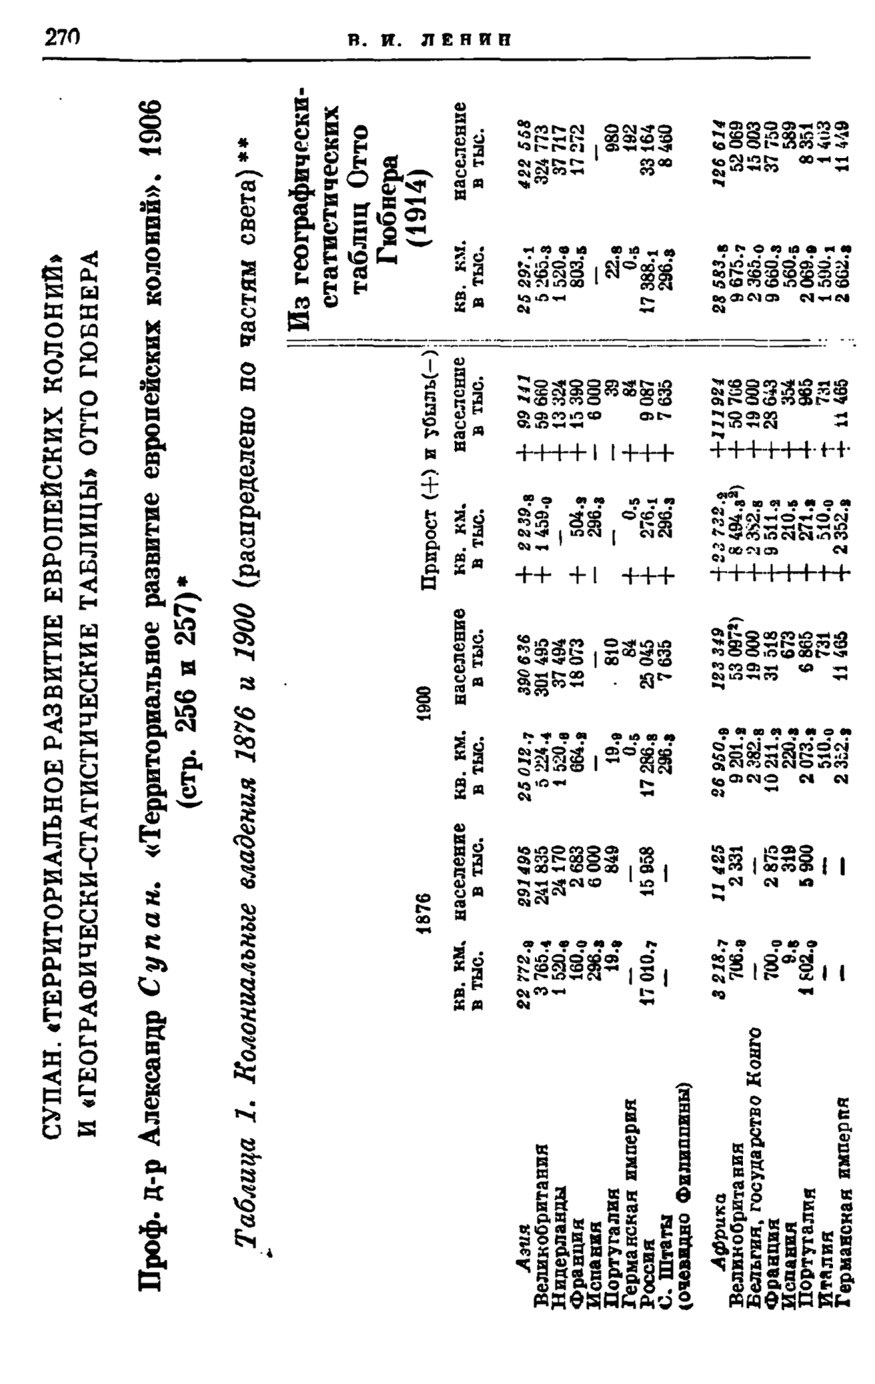 270
В. И. ЛЕНИН
СУПАН. «ТЕРРИТОРИАЛЬНОЕ РАЗВИТИЕ ЕВРОПЕЙСКИХ КОЛОНИЙ»
И «ГЕОГРАФИЧЕСКИ-СТАТИСТИЧЕСКИЕ ТАБЛИЦЫ» ОТТО ГЮБНЕРА
Проф. д-р Александр Супан. «Территориальное развитие европейских колоний». 1906
(стр. 256 и 257)*
Таблица 1. Колониальные владения 1876 и 1900 (распределено по частям света)**
Из географически-
статистических
таблиц Отто
Гюбнера
(1914)
1876 1900 Прирост (+) и убыль(—)
кв. км. население кв. км. население кв. км. население кв. км. население
в тыс. в тыс. в тыс. в тыс. в тыс. в тыс. в тыс. в тыс.
Азия 22 772.9 291 495 25 012.7 390 636 + 2 239.8 + 99 141 25 297.1 422 558
Великобритания 3 765.4 241 835 5 224.4 301 495 + 1 459.0 + 59 660 5 265.3 324 773
Нидерланды 1 520.6 24 170 1 520.6 37 494 — + 13 324 1 520.6 37 717
Франция 160.0 2 683 664.2 18 073 + 504.2 + 15 390 803.5 17 272
Испания 296.3 6 000 — — — 296.3 — 6 000 — —
Португалия 19.9 849 19.9 810 — — 39 22.8 980
Германская империя — — 0.5 84 + 0.5 + 84 0.5 192
Россия 17 010.7 15 958 17 286.8 25 045 + 276.1 + 9 087 17 388.1 33 164
С. Штаты — — 296.3 7 635 + 296.3 + 7 635 296.3 8 460
(очевидно Филиппины)
Африка 3 218.7 11 425 26 950.9 123 349 +23 732.2 +111 924 28 583.8 126 614
Великобритания 706.9 2 331 9 201.2 53 097²) + 8 494.3²) + 50 766 9 675.7 52 069
Бельгия, государство Конго — — 2 382.8 19 000 + 2 382.8 + 19 000 2 365.0 15 003
Франция 700.0 2 875 10 211.2 31 518 + 9 511.2 + 28 643 9 660.3 37 750
Испания 9.8 319 220.3 673 + 210.5 + 354 560.5 589
Португалия 1 802.0 5 900 2 073.2 6 865 + 271.2 + 965 2 069.9 8 351
Италия — — 510.0 731 + 510.0 + 731 1 590.1 1 403
Германская империя — — 2 352.2 11 465 + 2 352.2 + 11 465 2 662.2 11 449